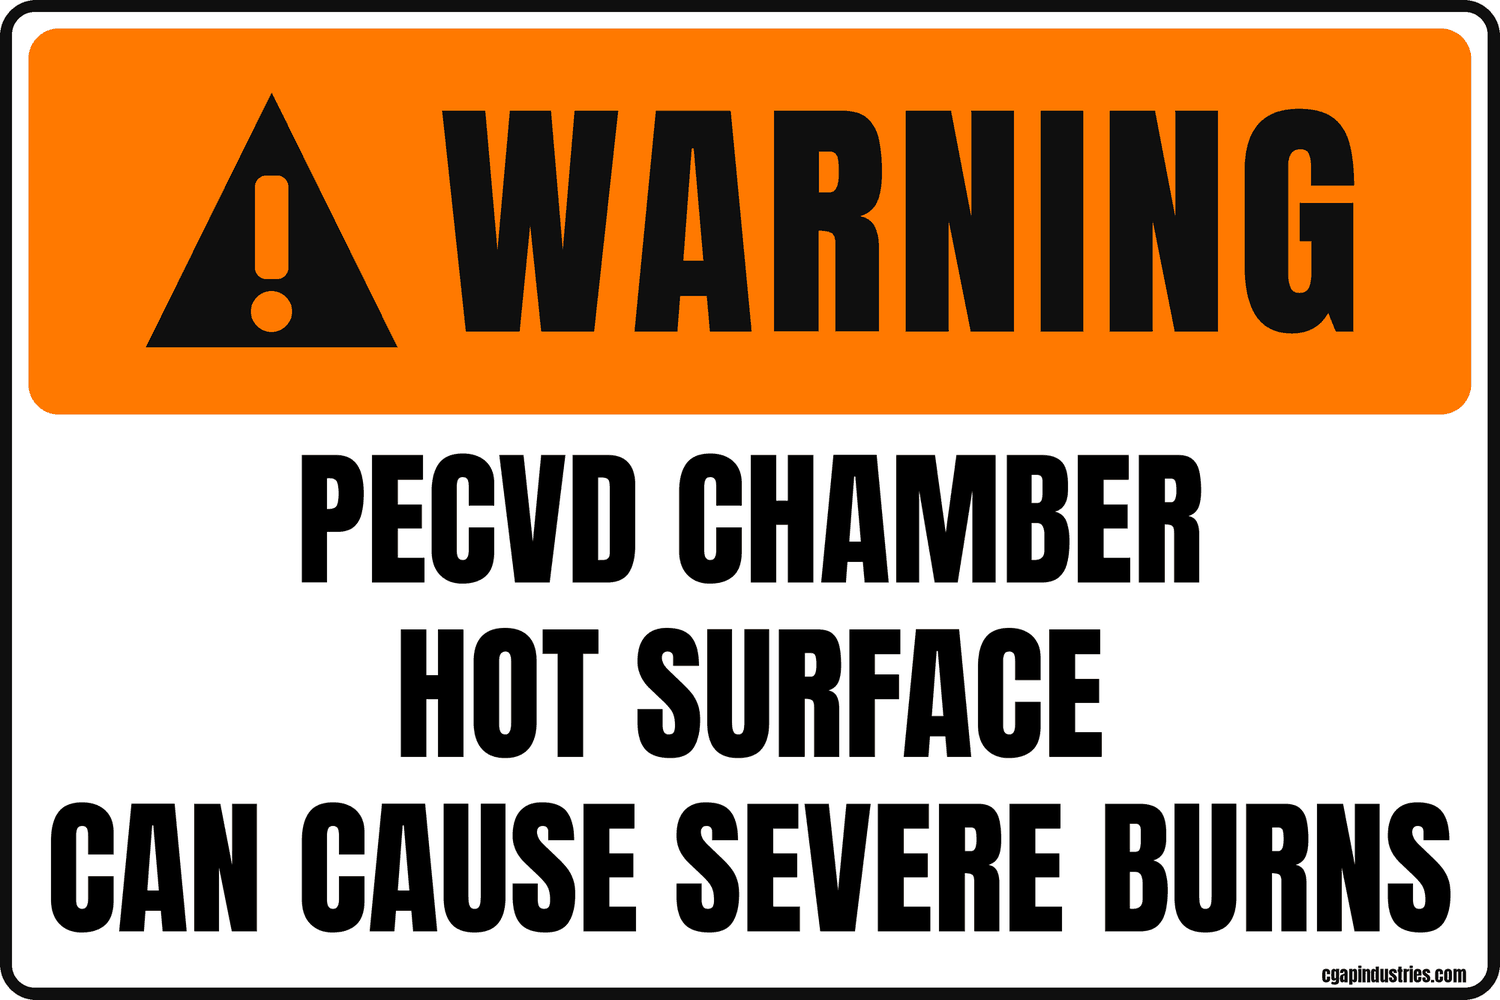 WARNING
PECVD CHAMBER
HOT SURFACE
CAN CAUSE SEVERE BURNS
cgapindustries.com